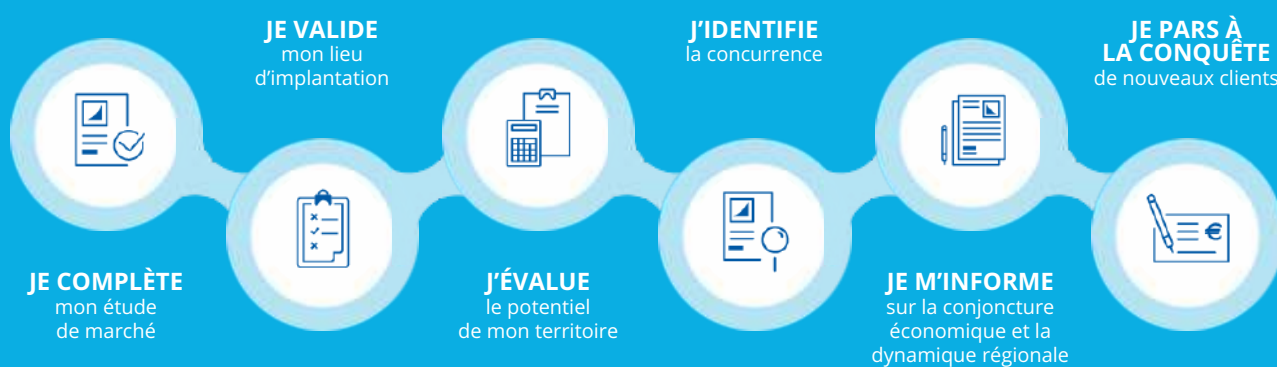 JE COMPLÈTE
mon étude
de marché
JE VALIDE
mon lieu
d'implantation
J'ÉVALUE
le potentiel
de mon territoire
J'IDENTIFIE
la concurrence
JE M'INFORME
sur la conjoncture
économique et la
dynamique régionale
JE PARS À
LA CONQUÊTE
de nouveaux clients
€